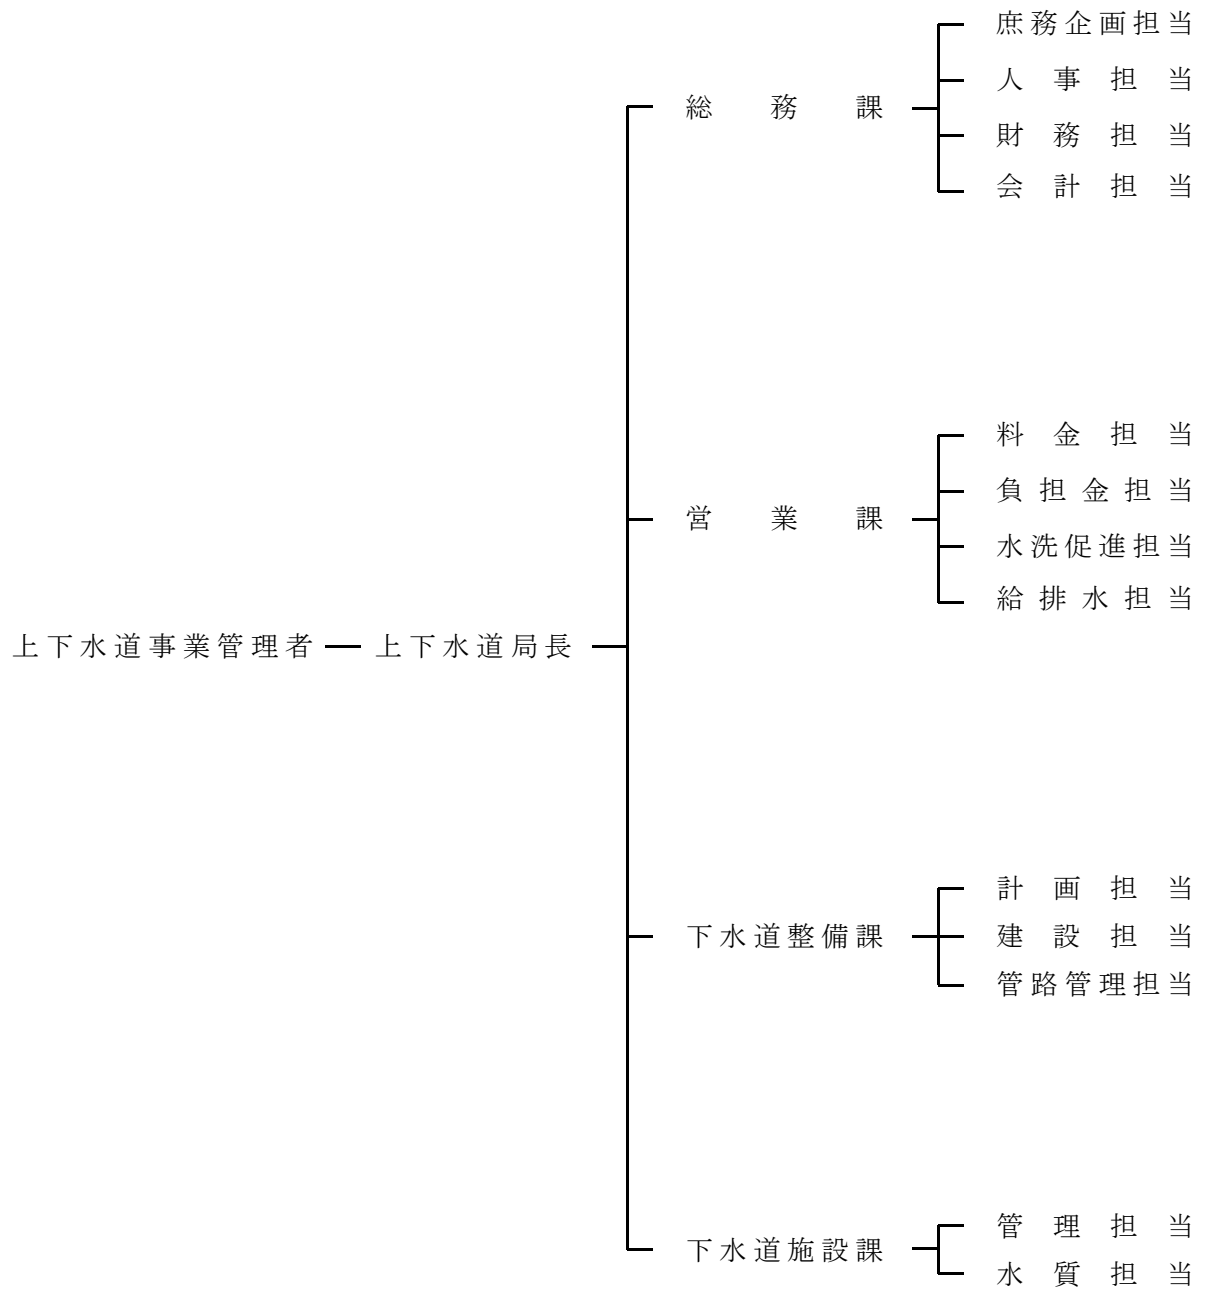 上下水道事業管理者
上下水道局長
総務課
庶務企画担当
人事担当
財務担当
会計担当
営業課
料金担当
負担金担当
水洗促進担当
給排水担当
下水道整備課
計画担当
建設担当
管路管理担当
下水道施設課
管理担当
水質担当